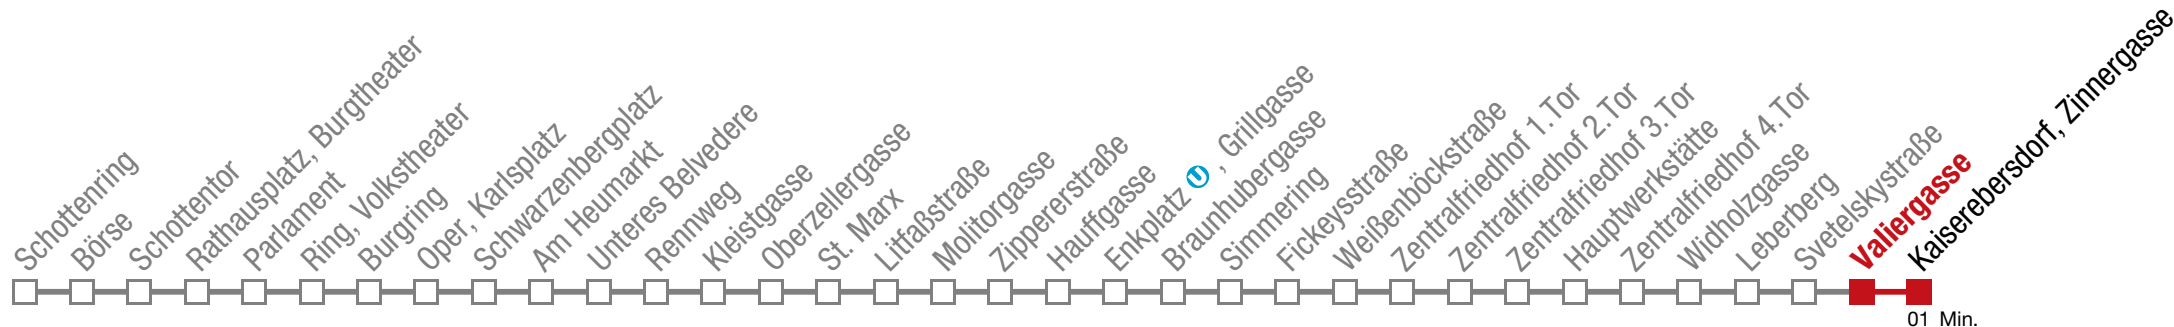 Schottenring
Börse
Schottentor
Rathausplatz, Burgtheater
Parlament
Ring, Volkstheater
Burgring
Oper, Karlsplatz
Schwarzenbergplatz
Am Heumarkt
Unteres Belvedere
Rennweg
Kleistgasse
Oberzellergasse
St. Marx
Litfaßstraße
Molitorgasse
Zippererstraße
Hauffgasse
Enkplatz U , Grillgasse
Braunhubergasse
Simmering
Fickeysstraße
Weißenböckstraße
Zentralfriedhof 1.Tor
Zentralfriedhof 2.Tor
Zentralfriedhof 3.Tor
Hauptwerkstätte
Zentralfriedhof 4.Tor
Widholzgasse
Leberberg
Svetelskystraße
Valiergasse
Kaiserebersdorf, Zinnergasse
01 Min.